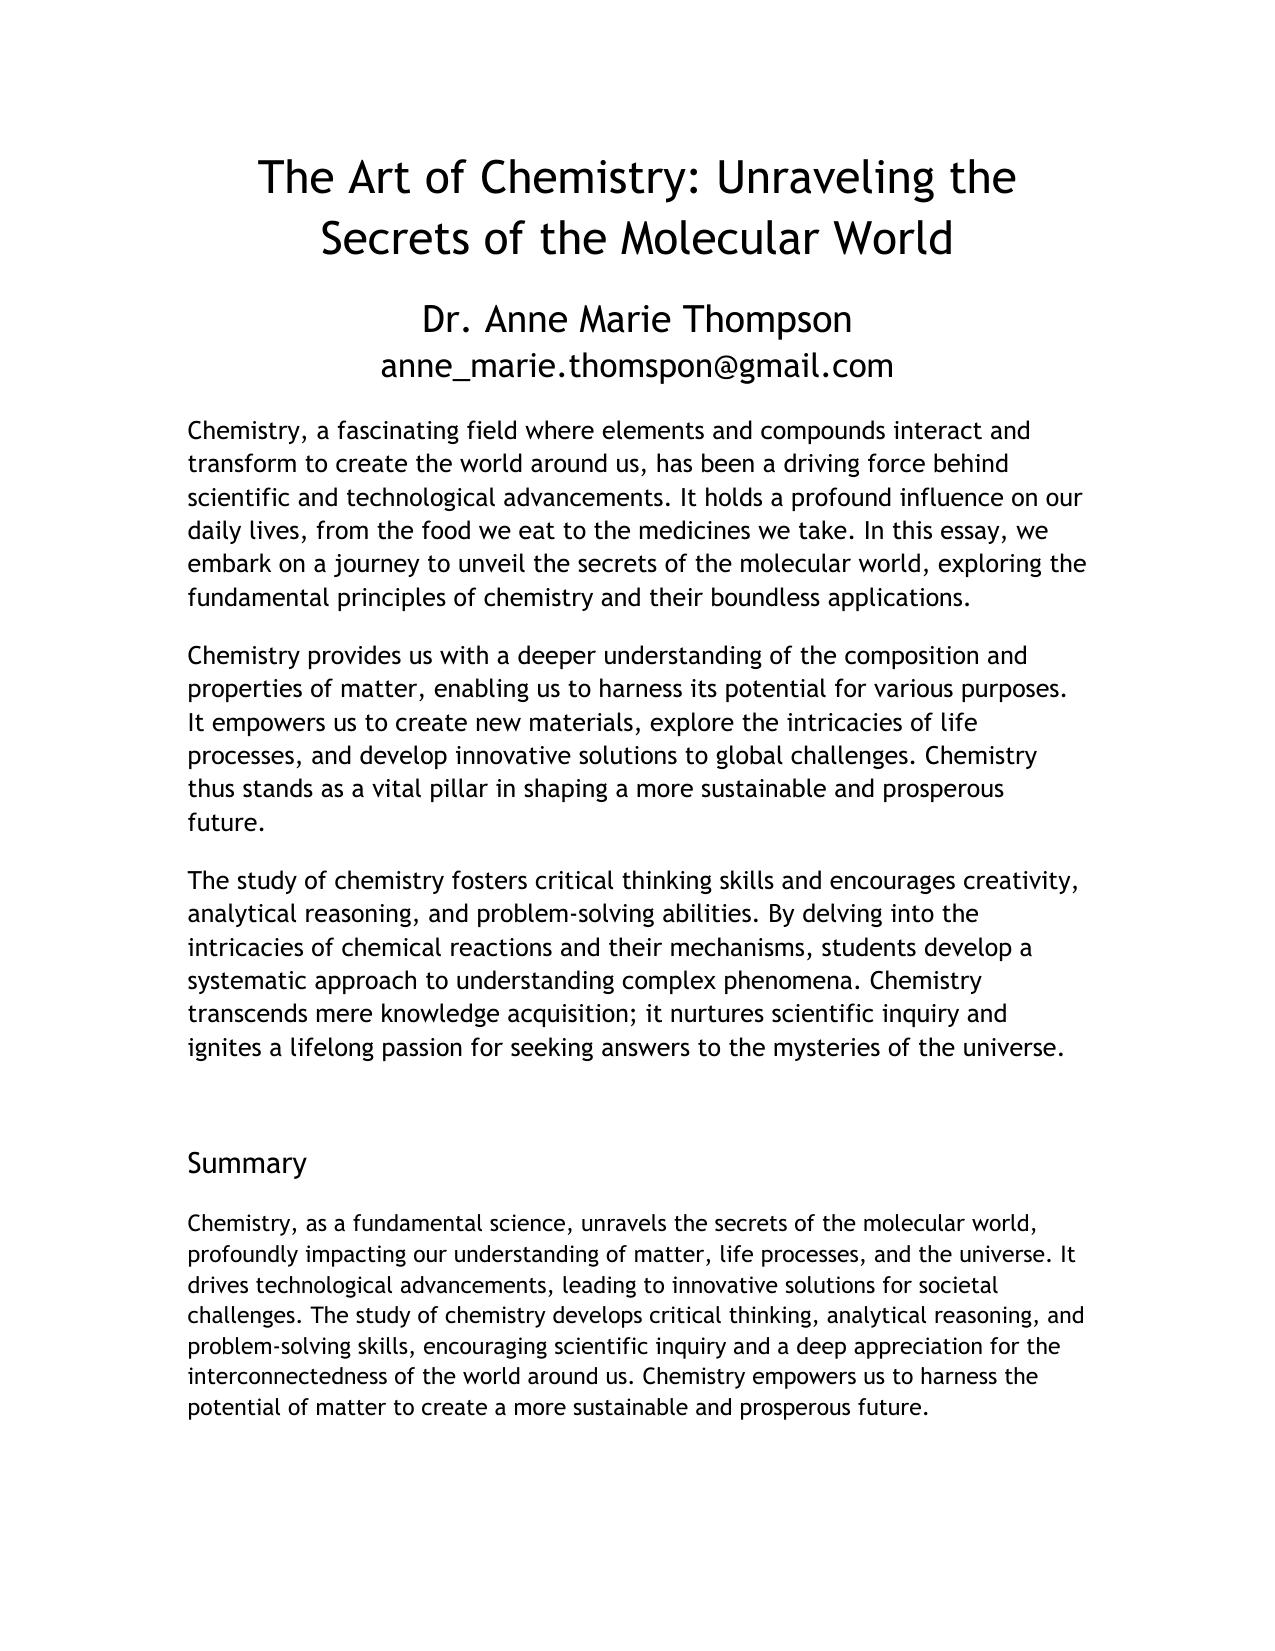 The Art of Chemistry: Unraveling the
Secrets of the Molecular World
Dr. Anne Marie Thompson
anne_marie.thomspon@gmail.com
Chemistry, a fascinating field where elements and compounds interact and
transform to create the world around us, has been a driving force behind
scientific and technological advancements. It holds a profound influence on our
daily lives, from the food we eat to the medicines we take. In this essay, we
embark on a journey to unveil the secrets of the molecular world, exploring the
fundamental principles of chemistry and their boundless applications.
Chemistry provides us with a deeper understanding of the composition and
properties of matter, enabling us to harness its potential for various purposes.
It empowers us to create new materials, explore the intricacies of life
processes, and develop innovative solutions to global challenges. Chemistry
thus stands as a vital pillar in shaping a more sustainable and prosperous
future.
The study of chemistry fosters critical thinking skills and encourages creativity,
analytical reasoning, and problem-solving abilities. By delving into the
intricacies of chemical reactions and their mechanisms, students develop a
systematic approach to understanding complex phenomena. Chemistry
transcends mere knowledge acquisition; it nurtures scientific inquiry and
ignites a lifelong passion for seeking answers to the mysteries of the universe.
Summary
Chemistry, as a fundamental science, unravels the secrets of the molecular world,
profoundly impacting our understanding of matter, life processes, and the universe. It
drives technological advancements, leading to innovative solutions for societal
challenges. The study of chemistry develops critical thinking, analytical reasoning, and
problem-solving skills, encouraging scientific inquiry and a deep appreciation for the
interconnectedness of the world around us. Chemistry empowers us to harness the
potential of matter to create a more sustainable and prosperous future.